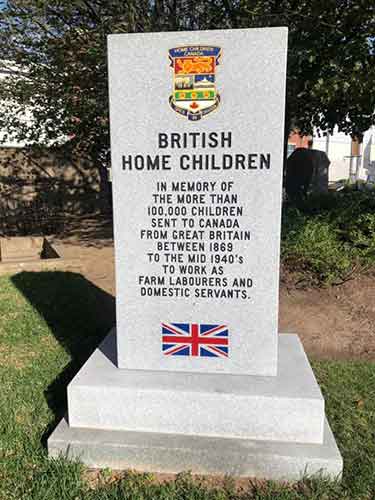 HOME CHILDREN
CANADA
BRITISH
HOME CHILDREN
IN MEMORY OF
THE MORE THAN
100,000 CHILDREN
SENT TO CANADA
FROM GREAT BRITAIN
BETWEEN 1869
TO THE MID 1940'S
TO WORK AS
FARM LABOURERS AND
DOMESTIC SERVANTS.